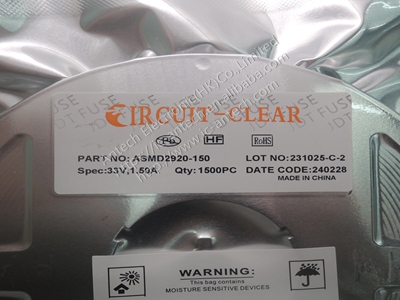 CIRCUIT-CLEAR
Pb
HF
RoHS
PART NO: ASMD2920-150
LOT NO:231025-C-2
Spec:33V,1.50A
Qty:1500PC
DATE CODE:240228
MADE IN CHINA
WARNING:
This bag contains
MOISTURE SENSITIVE DEVICES